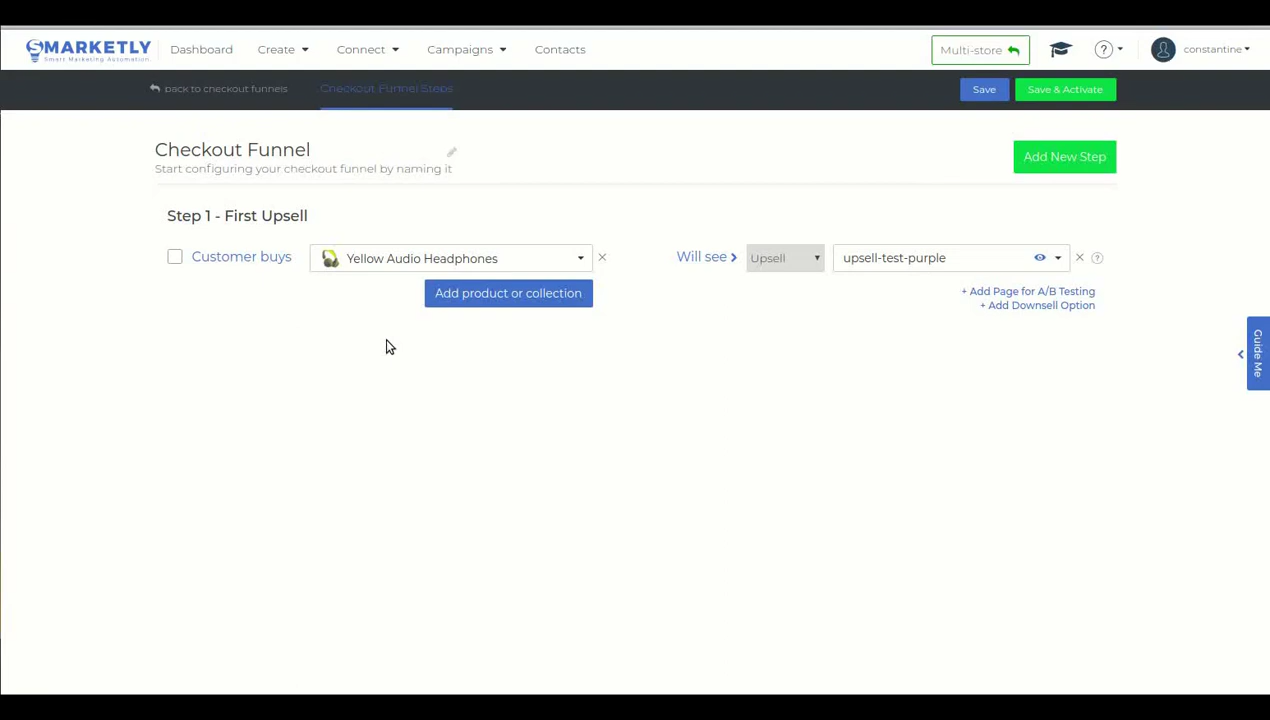 SMARKETLY
Smart Marketing Automation.
Dashboard
Create
Connect
Campaigns
Contacts
Multi-store
?
constantine
back to checkout funnels
Checkout Funnel Steps
Save
Save & Activate
Checkout Funnel
Start configuring your checkout funnel by naming it
Add New Step
Step 1 - First Upsell
Customer buys
Yellow Audio Headphones
×
Will see
Upsell
upsell-test-purple
×
?
Add product or collection
+ Add Page for A/B Testing
+ Add Downsell Option
Guide Me